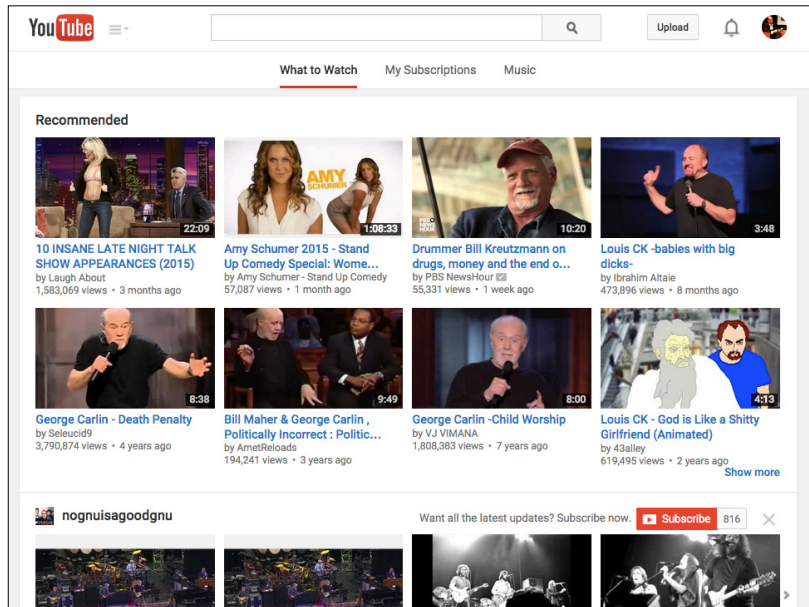 YouTube
Upload
What to Watch My Subscriptions Music
Recommended
22:09
1:08:33
AMY
SCHUMER
10:20
PBS
NEWS
HOUR
3:48
10 INSANE LATE NIGHT TALK
SHOW APPEARANCES (2015)
by Laugh About
1,583,069 views • 3 months ago
Amy Schumer 2015 - Stand
Up Comedy Special: Wome...
by Amy Schumer - Stand Up Comedy
57,087 views • 1 month ago
Drummer Bill Kreutzmann on
drugs, money and the end o...
by PBS NewsHour
55,331 views • 1 week ago
Louis CK -babies with big
dicks-
by Ibrahim Altaie
473,896 views • 8 months ago
8:38
9:49
8:00
4:13
George Carlin - Death Penalty
by Seleucid9
3,790,874 views • 4 years ago
Bill Maher & George Carlin ,
Politically Incorrect : Politic...
by AmetReloads
194,241 views • 3 years ago
George Carlin -Child Worship
by VJ VIMANA
1,808,383 views • 7 years ago
Louis CK - God is Like a Shitty
Girlfriend (Animated)
by 43alley
619,495 views • 2 years ago
Show more
nognuisagoodgnu
Want all the latest updates? Subscribe now. Subscribe 816